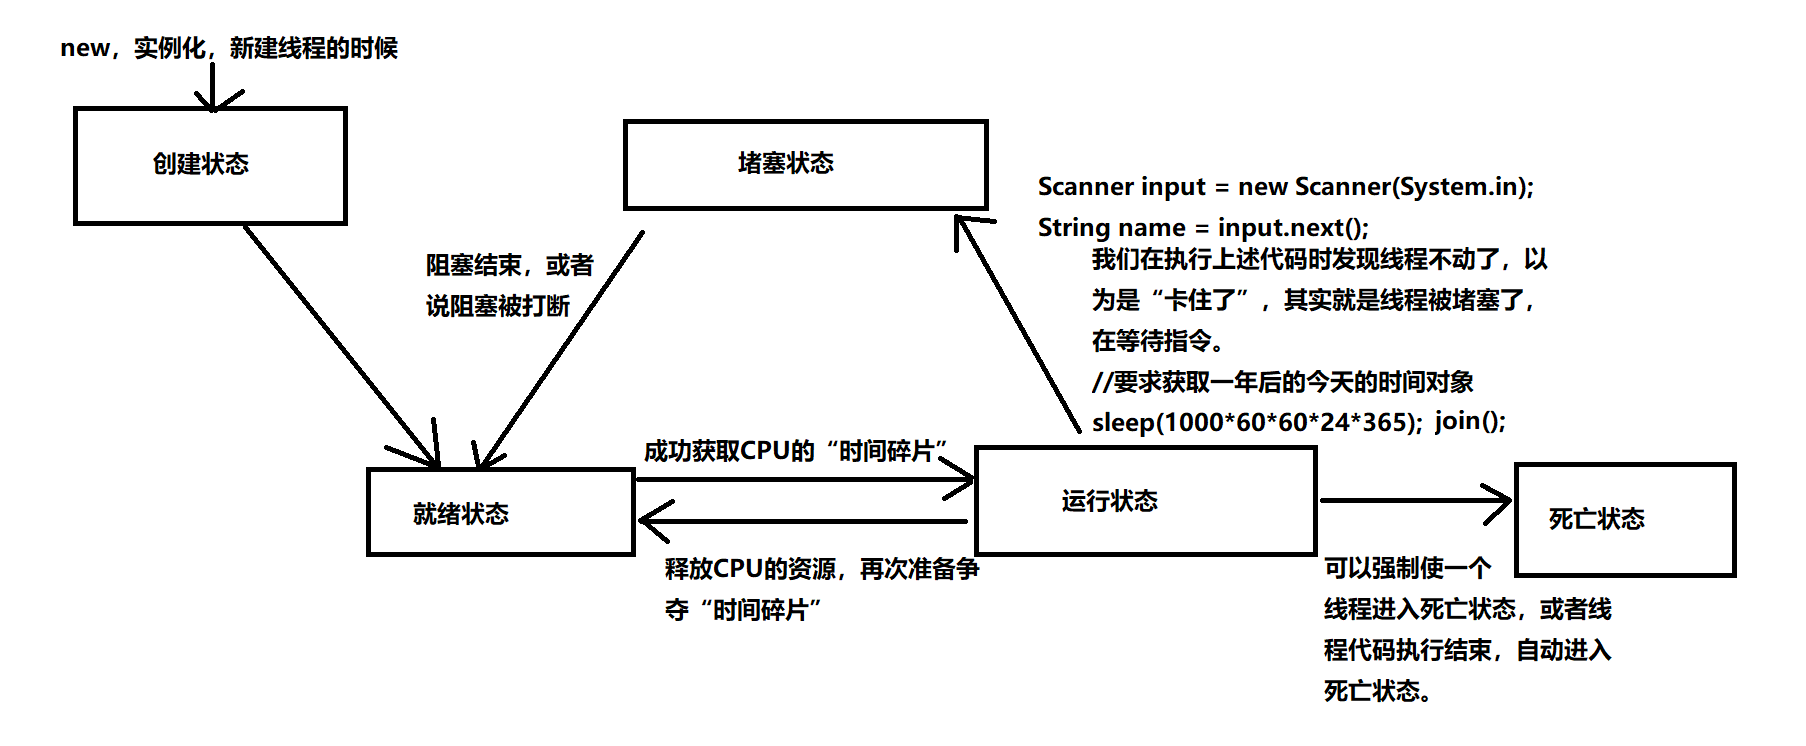 new，实例化，新建线程的时候
创建状态
堵塞状态
Scanner input = new Scanner(System.in);
String name = input.next();
我们在执行上述代码时发现线程不动了，以
为是“卡住了”，其实就是线程被堵塞了，
在等待指令。
//要求获取一年后的今天的时间对象
sleep(1000*60*60*24*365); join();
阻塞结束，或者
说阻塞被打断
成功获取CPU的“时间碎片”
就绪状态
运行状态
死亡状态
释放CPU的资源，再次准备争
夺“时间碎片”
可以强制使一个
线程进入死亡状态，或者线
程代码执行结束，自动进入
死亡状态。